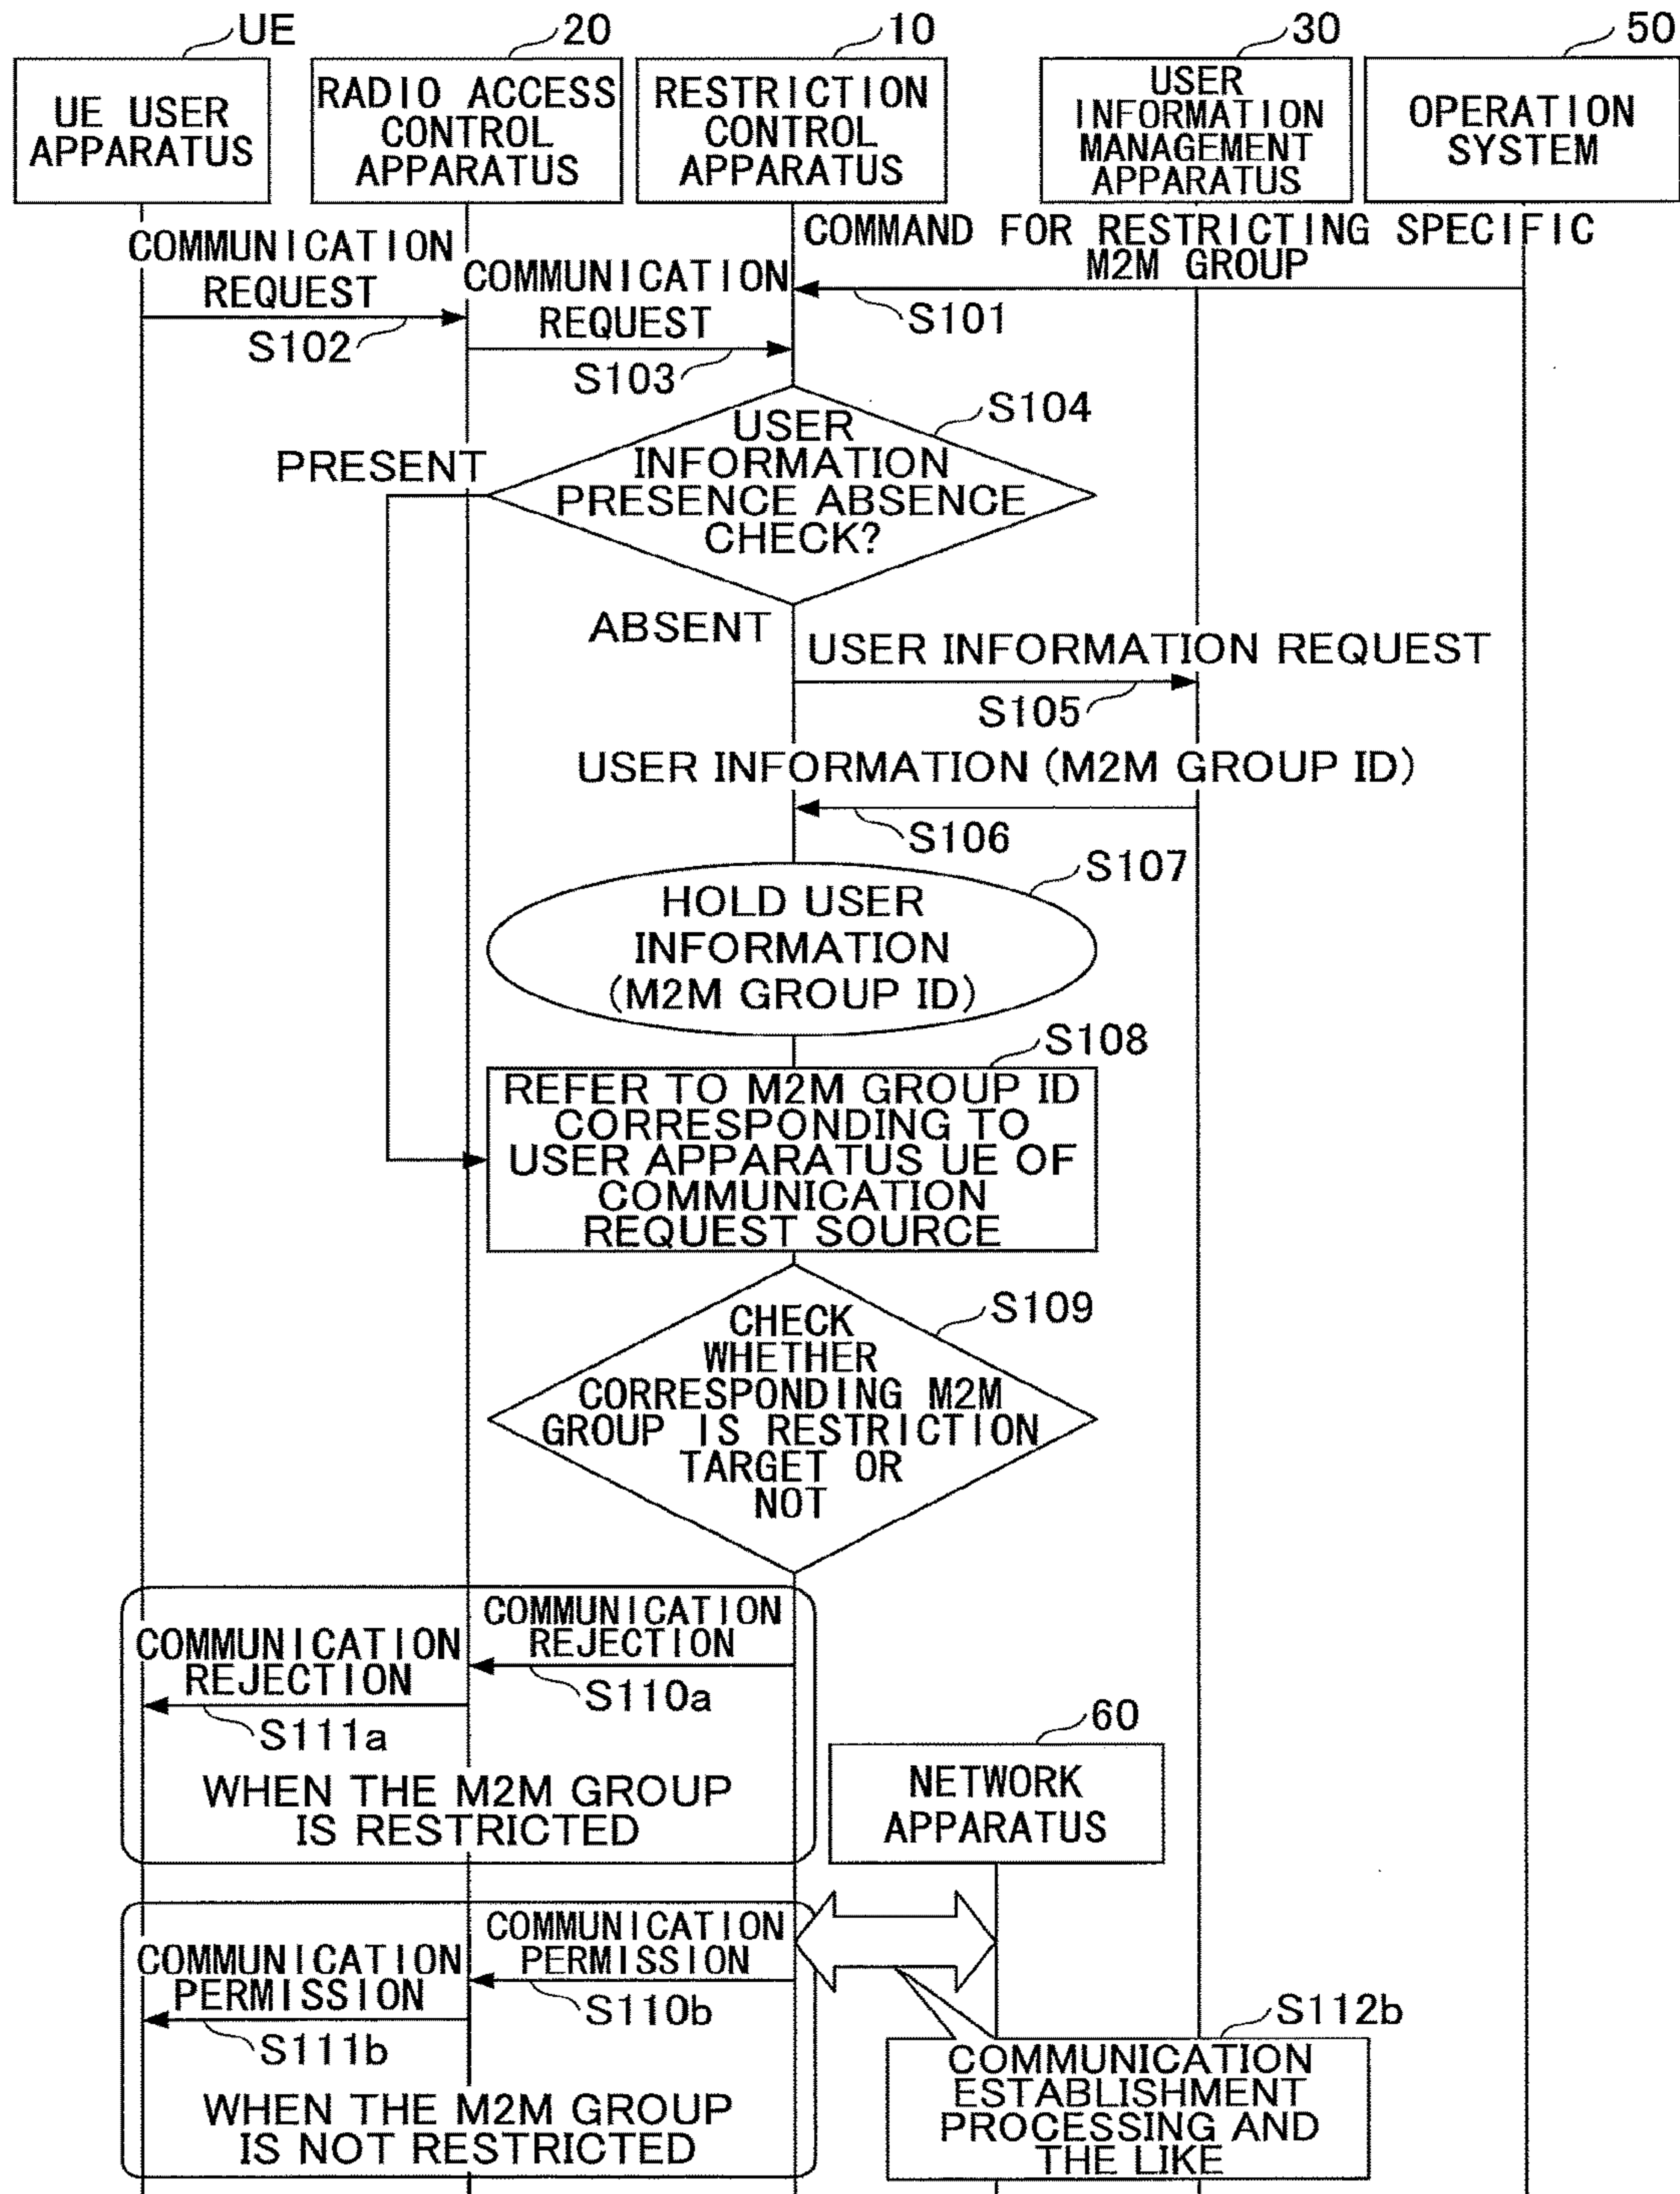 UE
20
10
30
50
UE USER
APPARATUS
RADIO ACCESS
CONTROL
APPARATUS
RESTRICTION
CONTROL
APPARATUS
USER
INFORMATION
MANAGEMENT
APPARATUS
OPERATION
SYSTEM
COMMAND FOR RESTRICTING SPECIFIC
M2M GROUP
S101
COMMUNICATION
REQUEST
S102
COMMUNICATION
REQUEST
S103
S104
USER
INFORMATION
PRESENCE ABSENCE
CHECK?
PRESENT
ABSENT
USER INFORMATION REQUEST
S105
USER INFORMATION (M2M GROUP ID)
S106
S107
HOLD USER
INFORMATION
(M2M GROUP ID)
S108
REFER TO M2M GROUP ID
CORRESPONDING TO
USER APPARATUS UE OF
COMMUNICATION
REQUEST SOURCE
S109
CHECK
WHETHER
CORRESPONDING M2M
GROUP IS RESTRICTION
TARGET OR
NOT
COMMUNICATION
REJECTION
S110a
COMMUNICATION
REJECTION
S111a
WHEN THE M2M GROUP
IS RESTRICTED
60
NETWORK
APPARATUS
COMMUNICATION
PERMISSION
S110b
COMMUNICATION
PERMISSION
S111b
WHEN THE M2M GROUP
IS NOT RESTRICTED
S112b
COMMUNICATION
ESTABLISHMENT
PROCESSING AND
THE LIKE